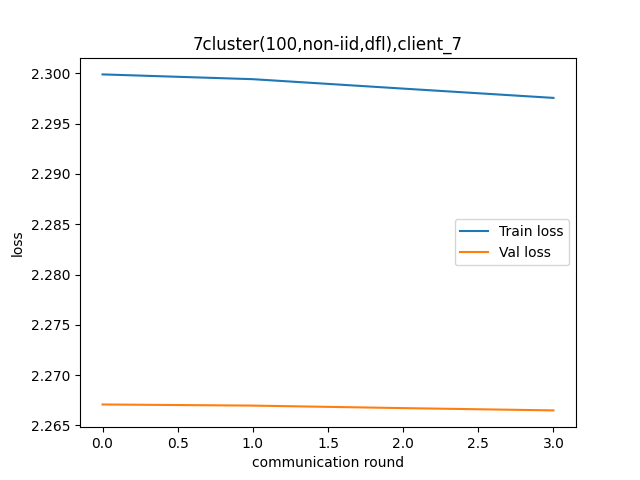 7cluster(100,non-iid,dfl),client_7
2.300
2.295
2.290
2.285
2.280
2.275
2.270
2.265
loss
Train loss
Val loss
0.0 0.5 1.0 1.5 2.0 2.5 3.0
communication round